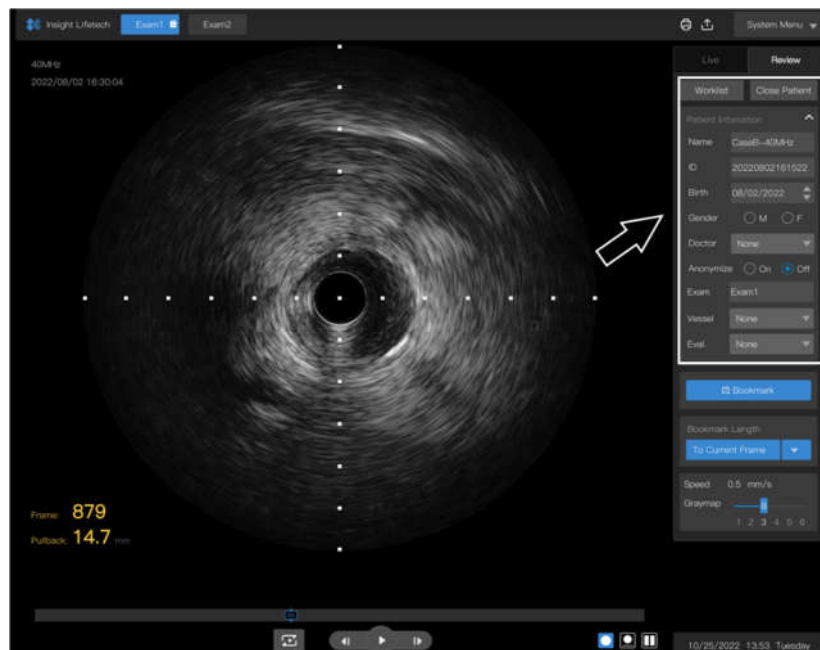 Insight Lifetech Exam1 Exam2 System Menu
40MHz
2022/08/02 16:30:04
Live Review
Worklist Close Patient
Patient Infomation
Name CaseB-40MHz
ID 20220802161522
Birth 08/02/2022
Gender M F
Doctor None
Anonymize On Off
Exam Exam1
Vessel None
Eval. None
Bookmark
Bookmark Length
To Current Frame
Speed 0.5 mm/s
Graymap
1 2 3 4 5 6
Frame: 879
Pullback: 14.7 mm
10/25/2022 13:53 Tuesday